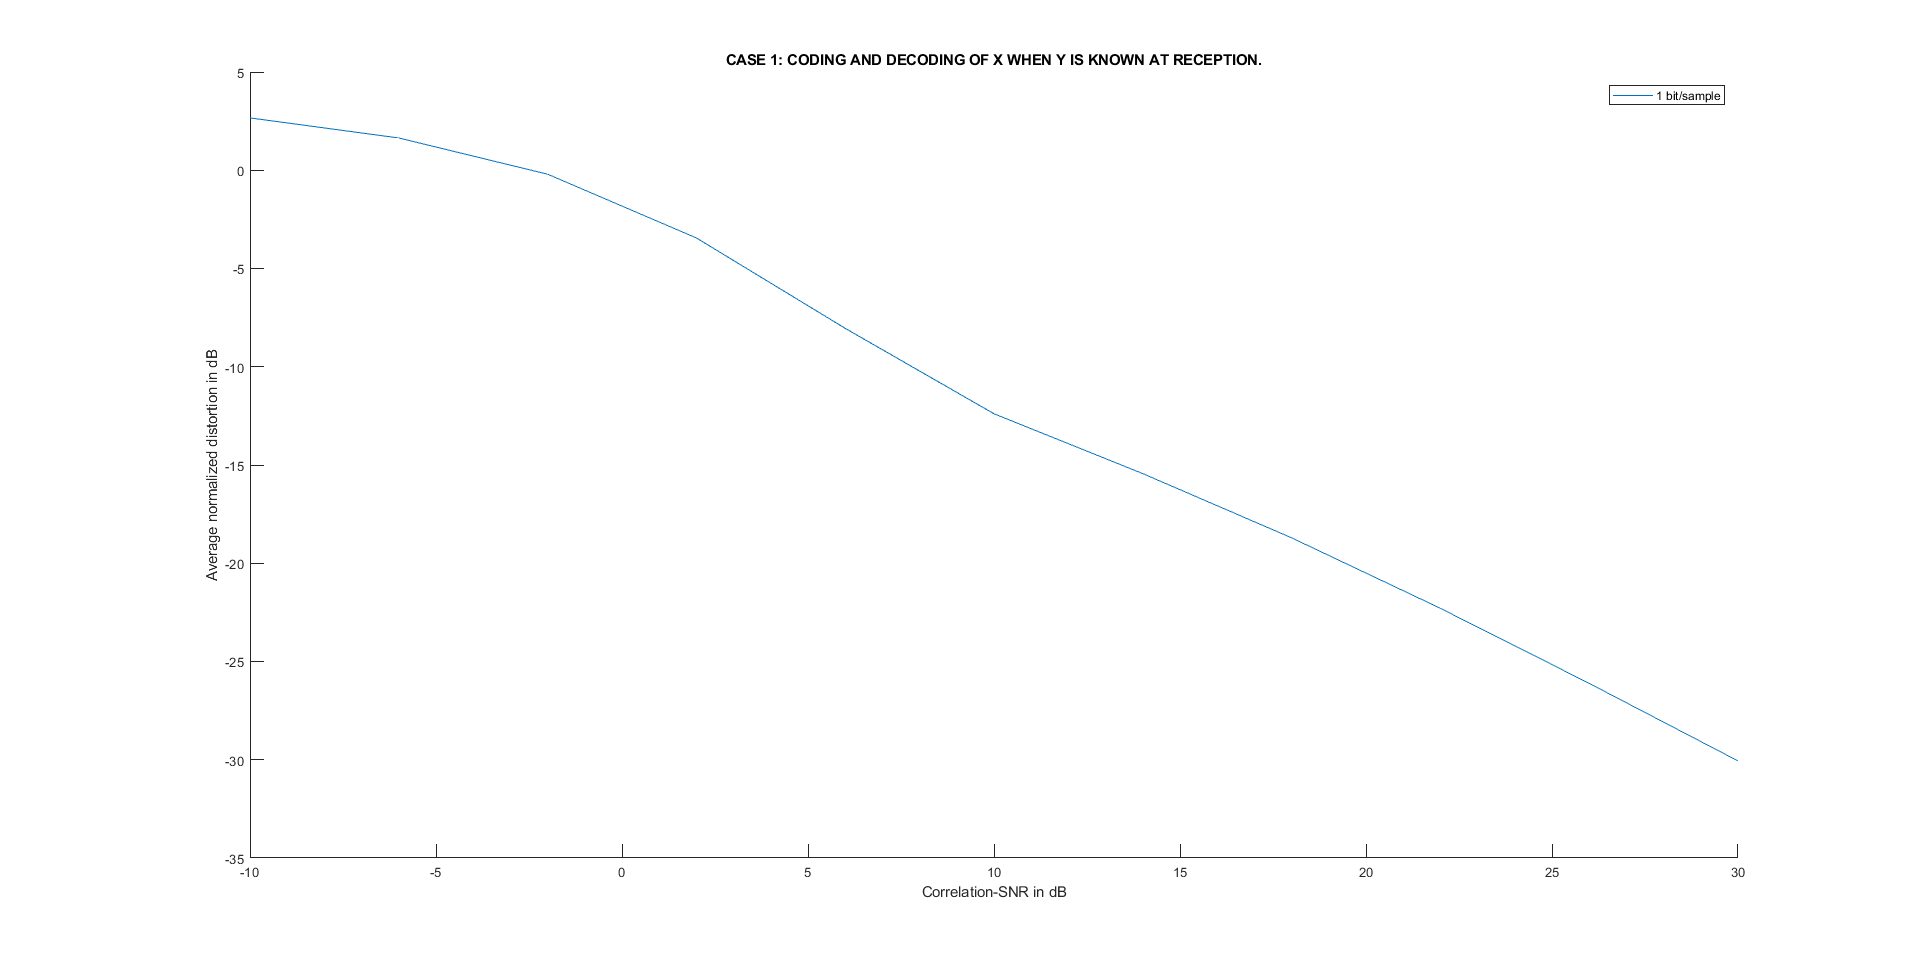 CASE 1: CODING AND DECODING OF X WHEN Y IS KNOWN AT RECEPTION.
1 bit/sample
5
0
-5
-10
-15
-20
-25
-30
-35
Average normalized distortion in dB
-10 -5 0 5 10 15 20 25 30
Correlation-SNR in dB